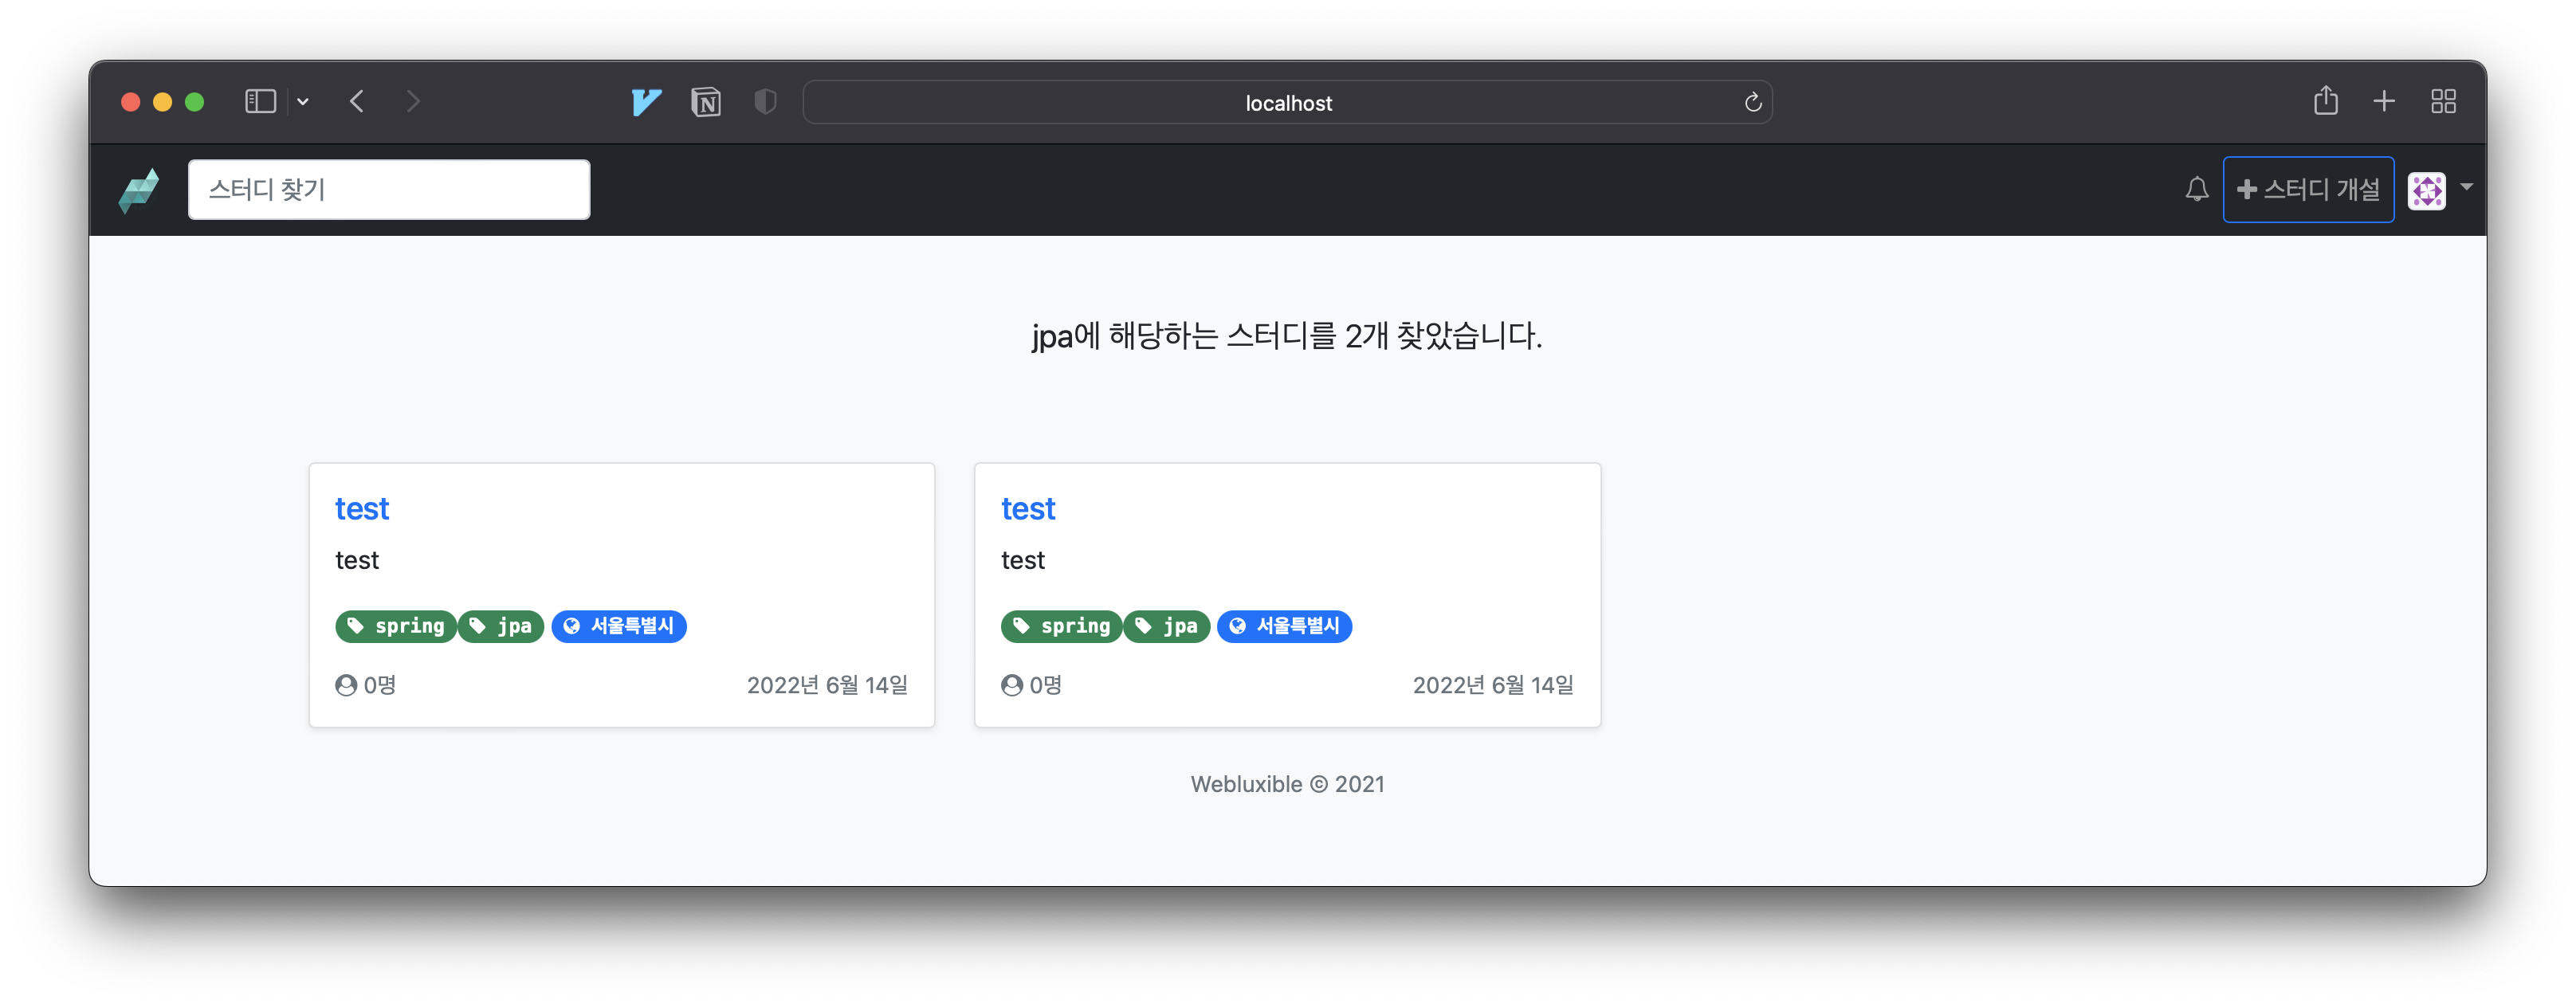 localhost
스터디 찾기
스터디 개설
jpa에 해당하는 스터디를 2개 찾았습니다.
test
test
spring jpa 서울특별시
0명 2022년 6월 14일
test
test
spring jpa 서울특별시
0명 2022년 6월 14일
Webluxible © 2021